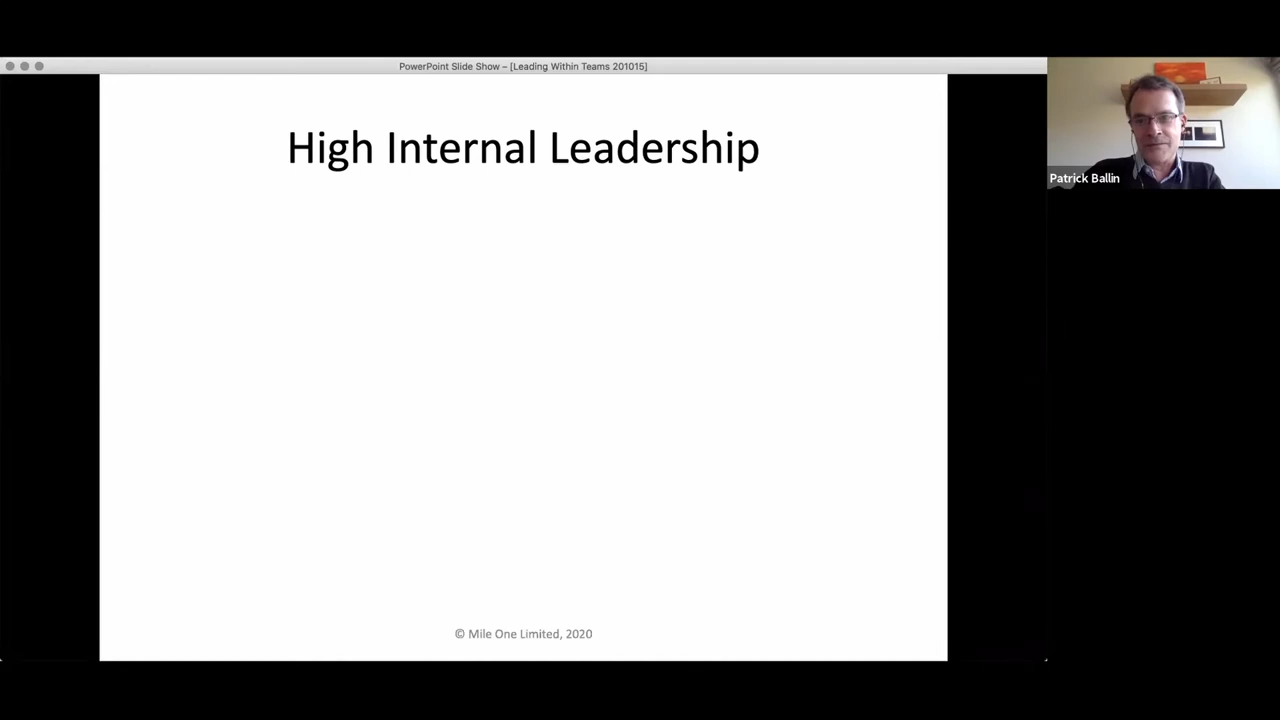 PowerPoint Slide Show – [Leading Within Teams 201015]
High Internal Leadership
Patrick Ballin
© Mile One Limited, 2020